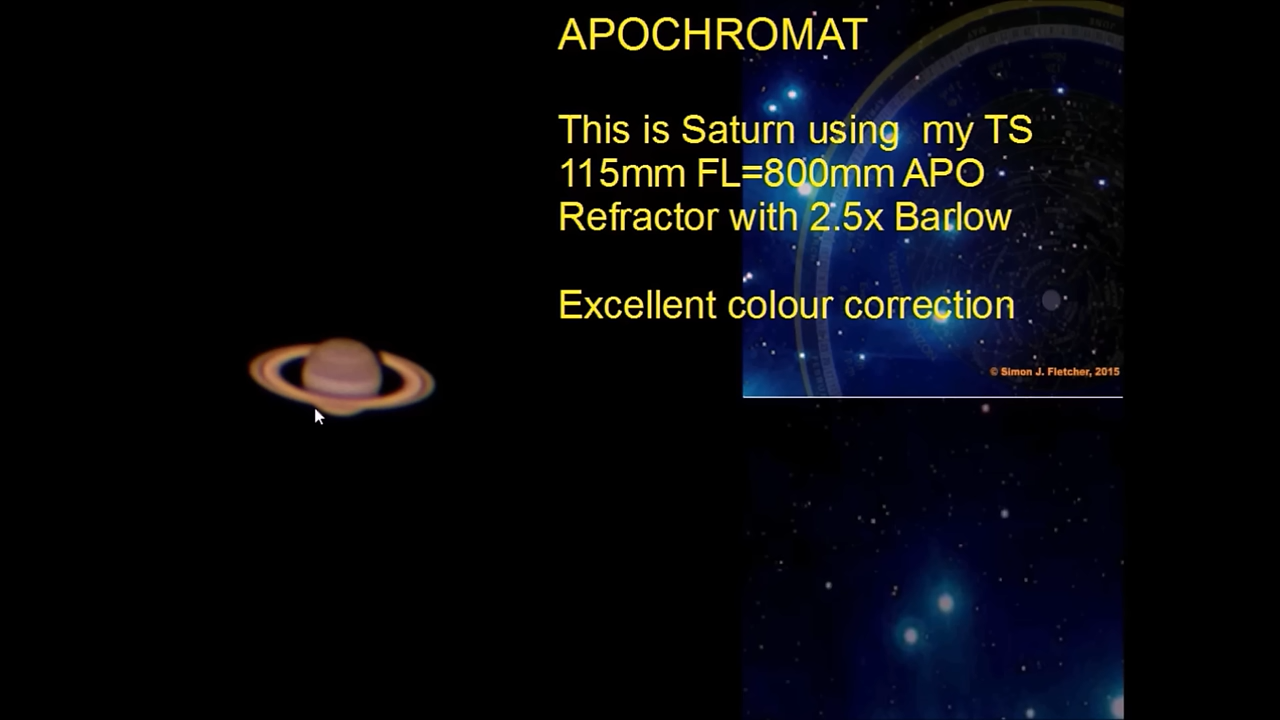 APOCHROMAT
This is Saturn using my TS
115mm FL=800mm APO
Refractor with 2.5x Barlow
Excellent colour correction
© Simon J. Fletcher, 2015